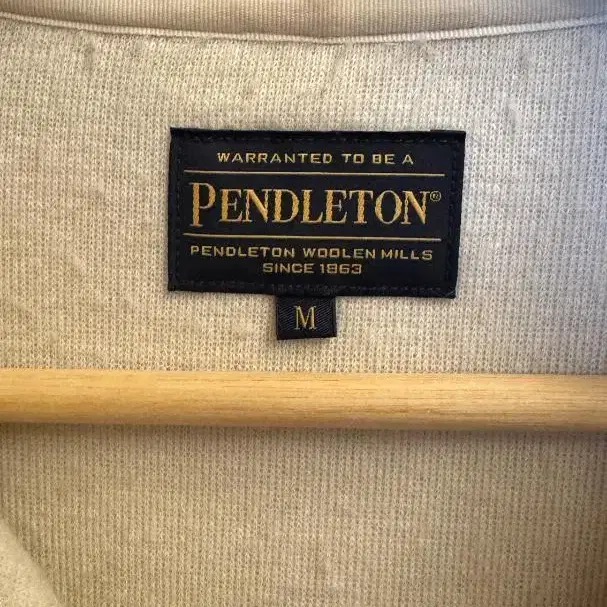 WARRANTED TO BE A
PENDLETON®
PENDLETON WOOLEN MILLS
SINCE 1863
M